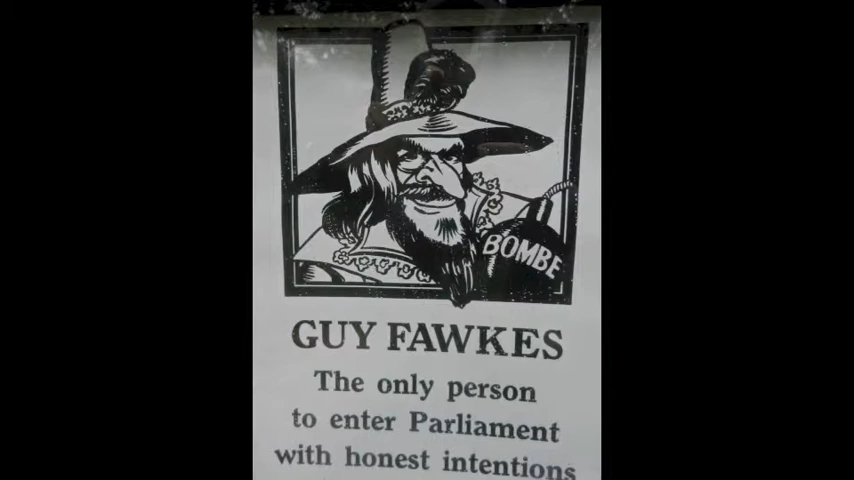 BOMBE
GUY FAWKES
The only person
to enter Parliament
with honest intentions